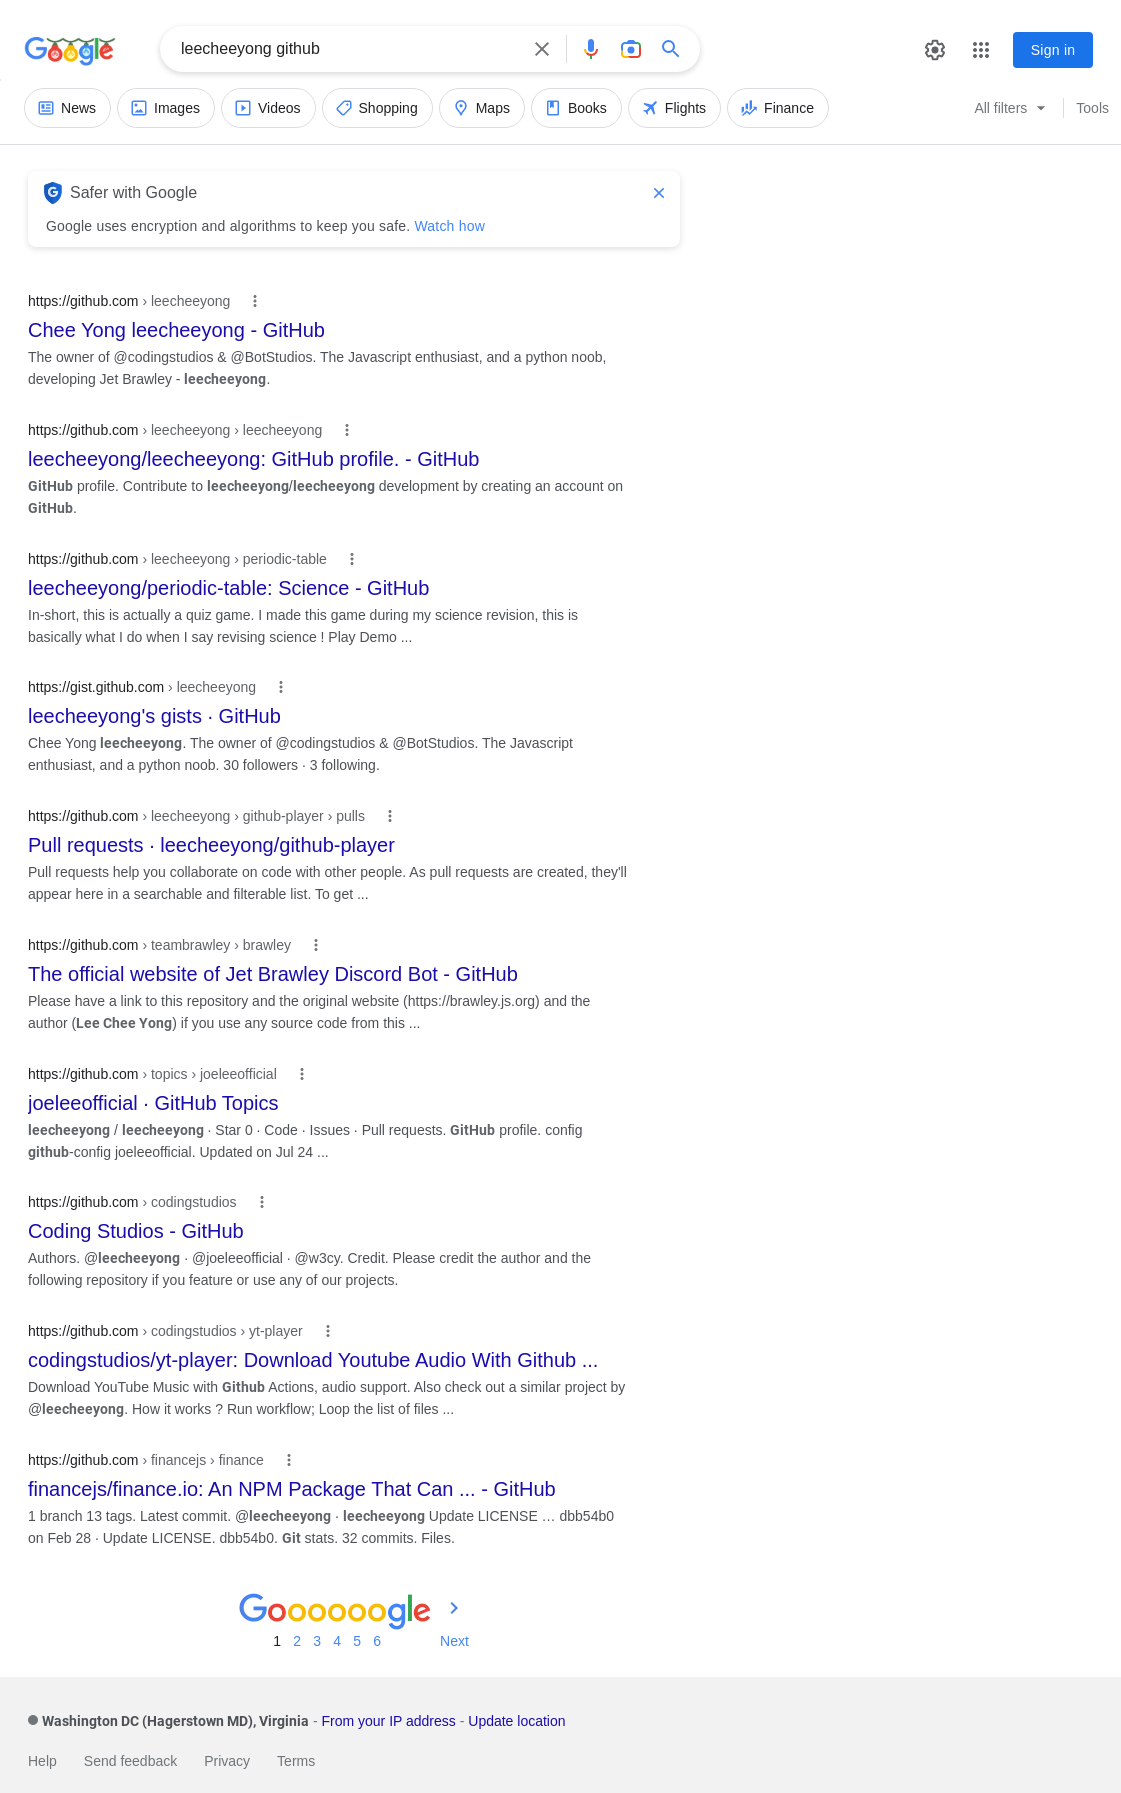 Google
leecheeyong github
Sign in
News Images Videos Shopping Maps Books Flights Finance All filters Tools
Safer with Google
Google uses encryption and algorithms to keep you safe. Watch how
https://github.com › leecheeyong
Chee Yong leecheeyong - GitHub
The owner of @codingstudios & @BotStudios. The Javascript enthusiast, and a python noob,
developing Jet Brawley - leecheeyong.
https://github.com › leecheeyong › leecheeyong
leecheeyong/leecheeyong: GitHub profile. - GitHub
GitHub profile. Contribute to leecheeyong/leecheeyong development by creating an account on
GitHub.
https://github.com › leecheeyong › periodic-table
leecheeyong/periodic-table: Science - GitHub
In-short, this is actually a quiz game. I made this game during my science revision, this is
basically what I do when I say revising science ! Play Demo ...
https://gist.github.com › leecheeyong
leecheeyong's gists · GitHub
Chee Yong leecheeyong. The owner of @codingstudios & @BotStudios. The Javascript
enthusiast, and a python noob. 30 followers · 3 following.
https://github.com › leecheeyong › github-player › pulls
Pull requests · leecheeyong/github-player
Pull requests help you collaborate on code with other people. As pull requests are created, they'll
appear here in a searchable and filterable list. To get ...
https://github.com › teambrawley › brawley
The official website of Jet Brawley Discord Bot - GitHub
Please have a link to this repository and the original website (https://brawley.js.org) and the
author (Lee Chee Yong) if you use any source code from this ...
https://github.com › topics › joeleeofficial
joeleeofficial · GitHub Topics
leecheeyong / leecheeyong · Star 0 · Code · Issues · Pull requests. GitHub profile. config
github-config joeleeofficial. Updated on Jul 24 ...
https://github.com › codingstudios
Coding Studios - GitHub
Authors. @leecheeyong · @joeleeofficial · @w3cy. Credit. Please credit the author and the
following repository if you feature or use any of our projects.
https://github.com › codingstudios › yt-player
codingstudios/yt-player: Download Youtube Audio With Github ...
Download YouTube Music with Github Actions, audio support. Also check out a similar project by
@leecheeyong. How it works ? Run workflow; Loop the list of files ...
https://github.com › financejs › finance
financejs/finance.io: An NPM Package That Can ... - GitHub
1 branch 13 tags. Latest commit. @leecheeyong · leecheeyong Update LICENSE … dbb54b0
on Feb 28 · Update LICENSE. dbb54b0. Git stats. 32 commits. Files.
Goooooogle
1 2 3 4 5 6 Next
Washington DC (Hagerstown MD), Virginia - From your IP address - Update location
Help Send feedback Privacy Terms